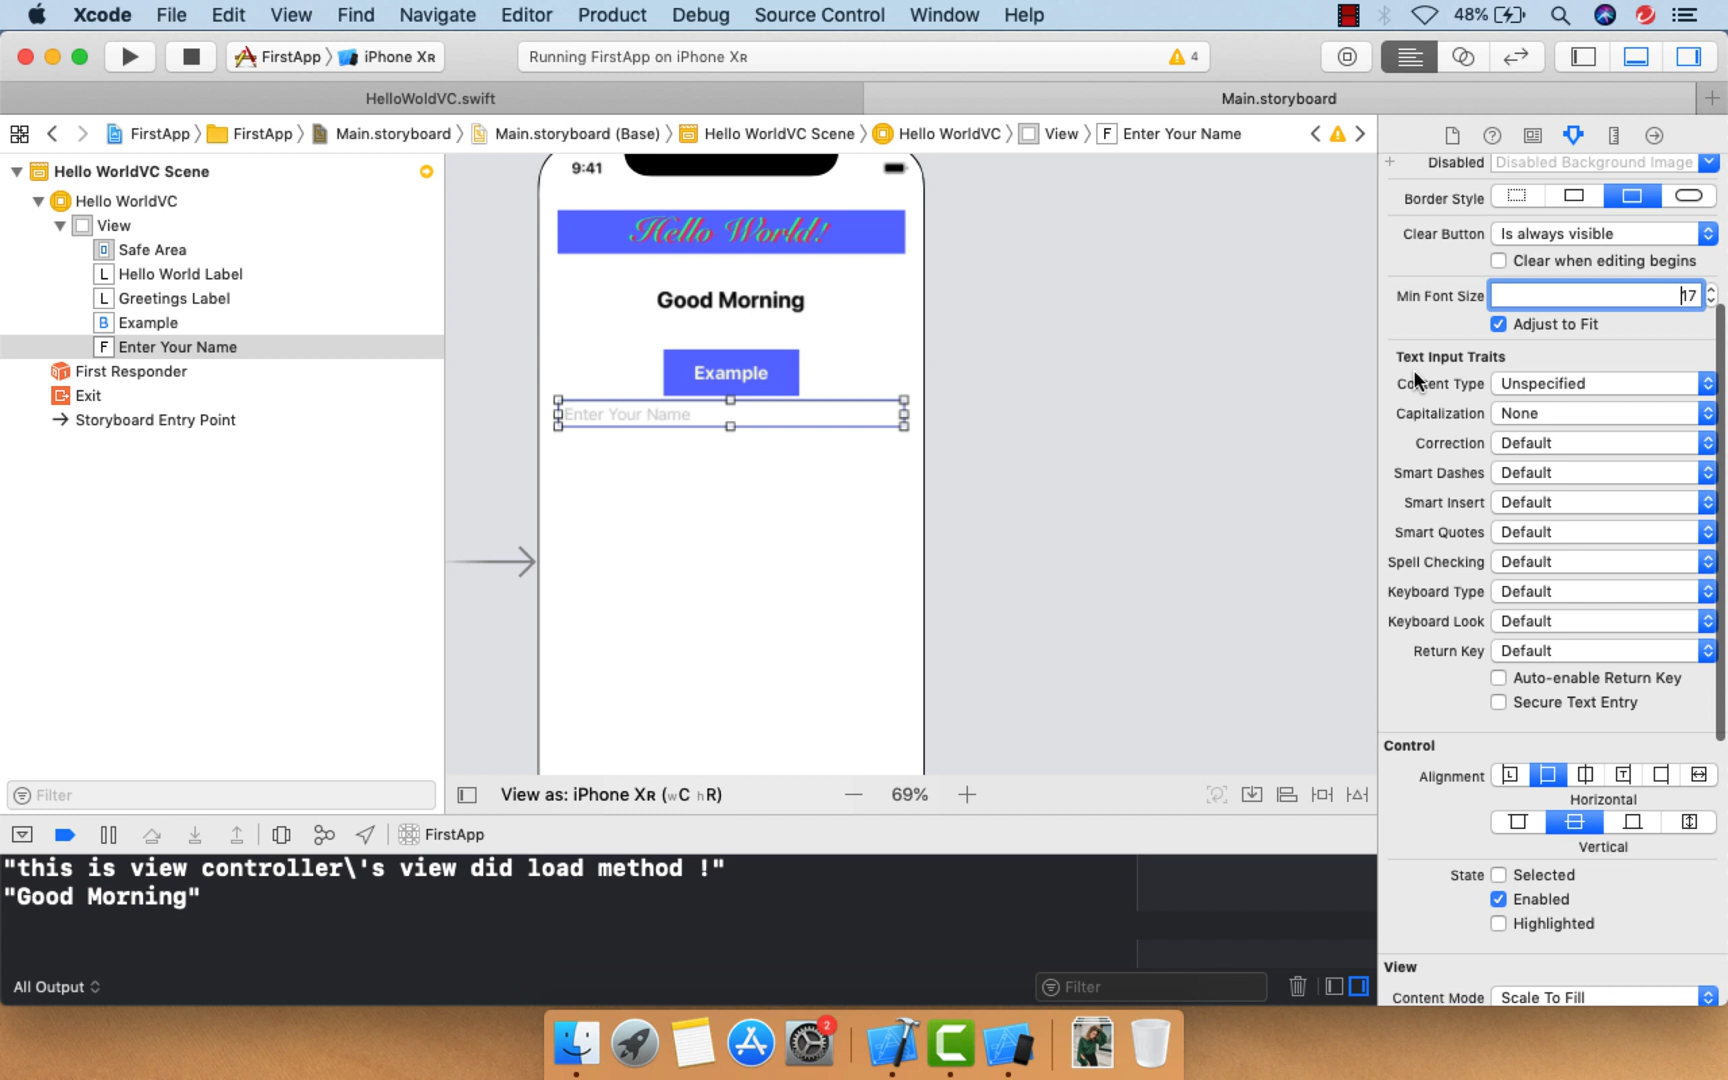 Xcode File Edit View Find Navigate Editor Product Debug Source Control Window Help 48%
FirstApp iPhone XR Running FirstApp on iPhone XR 4
HelloWoldVC.swift Main.storyboard
FirstApp FirstApp Main.storyboard Main.storyboard (Base) Hello WorldVC Scene Hello WorldVC View F Enter Your Name
Hello WorldVC Scene
Hello WorldVC
View
Safe Area
L Hello World Label
L Greetings Label
B Example
F Enter Your Name
First Responder
Exit
Storyboard Entry Point
Filter
9:41
Hello World!
Good Morning
Example
Enter Your Name
View as: iPhone XR (wC hR) 69%
Disabled Disabled Background Image
Border Style
Clear Button Is always visible
Clear when editing begins
Min Font Size 17
Adjust to Fit
Text Input Traits
Content Type Unspecified
Capitalization None
Correction Default
Smart Dashes Default
Smart Insert Default
Smart Quotes Default
Spell Checking Default
Keyboard Type Default
Keyboard Look Default
Return Key Default
Auto-enable Return Key
Secure Text Entry
Control
Alignment
Horizontal
Vertical
State Selected
Enabled
Highlighted
View
Content Mode Scale To Fill
FirstApp
"this is view controller\'s view did load method !"
"Good Morning"
All Output Filter
2